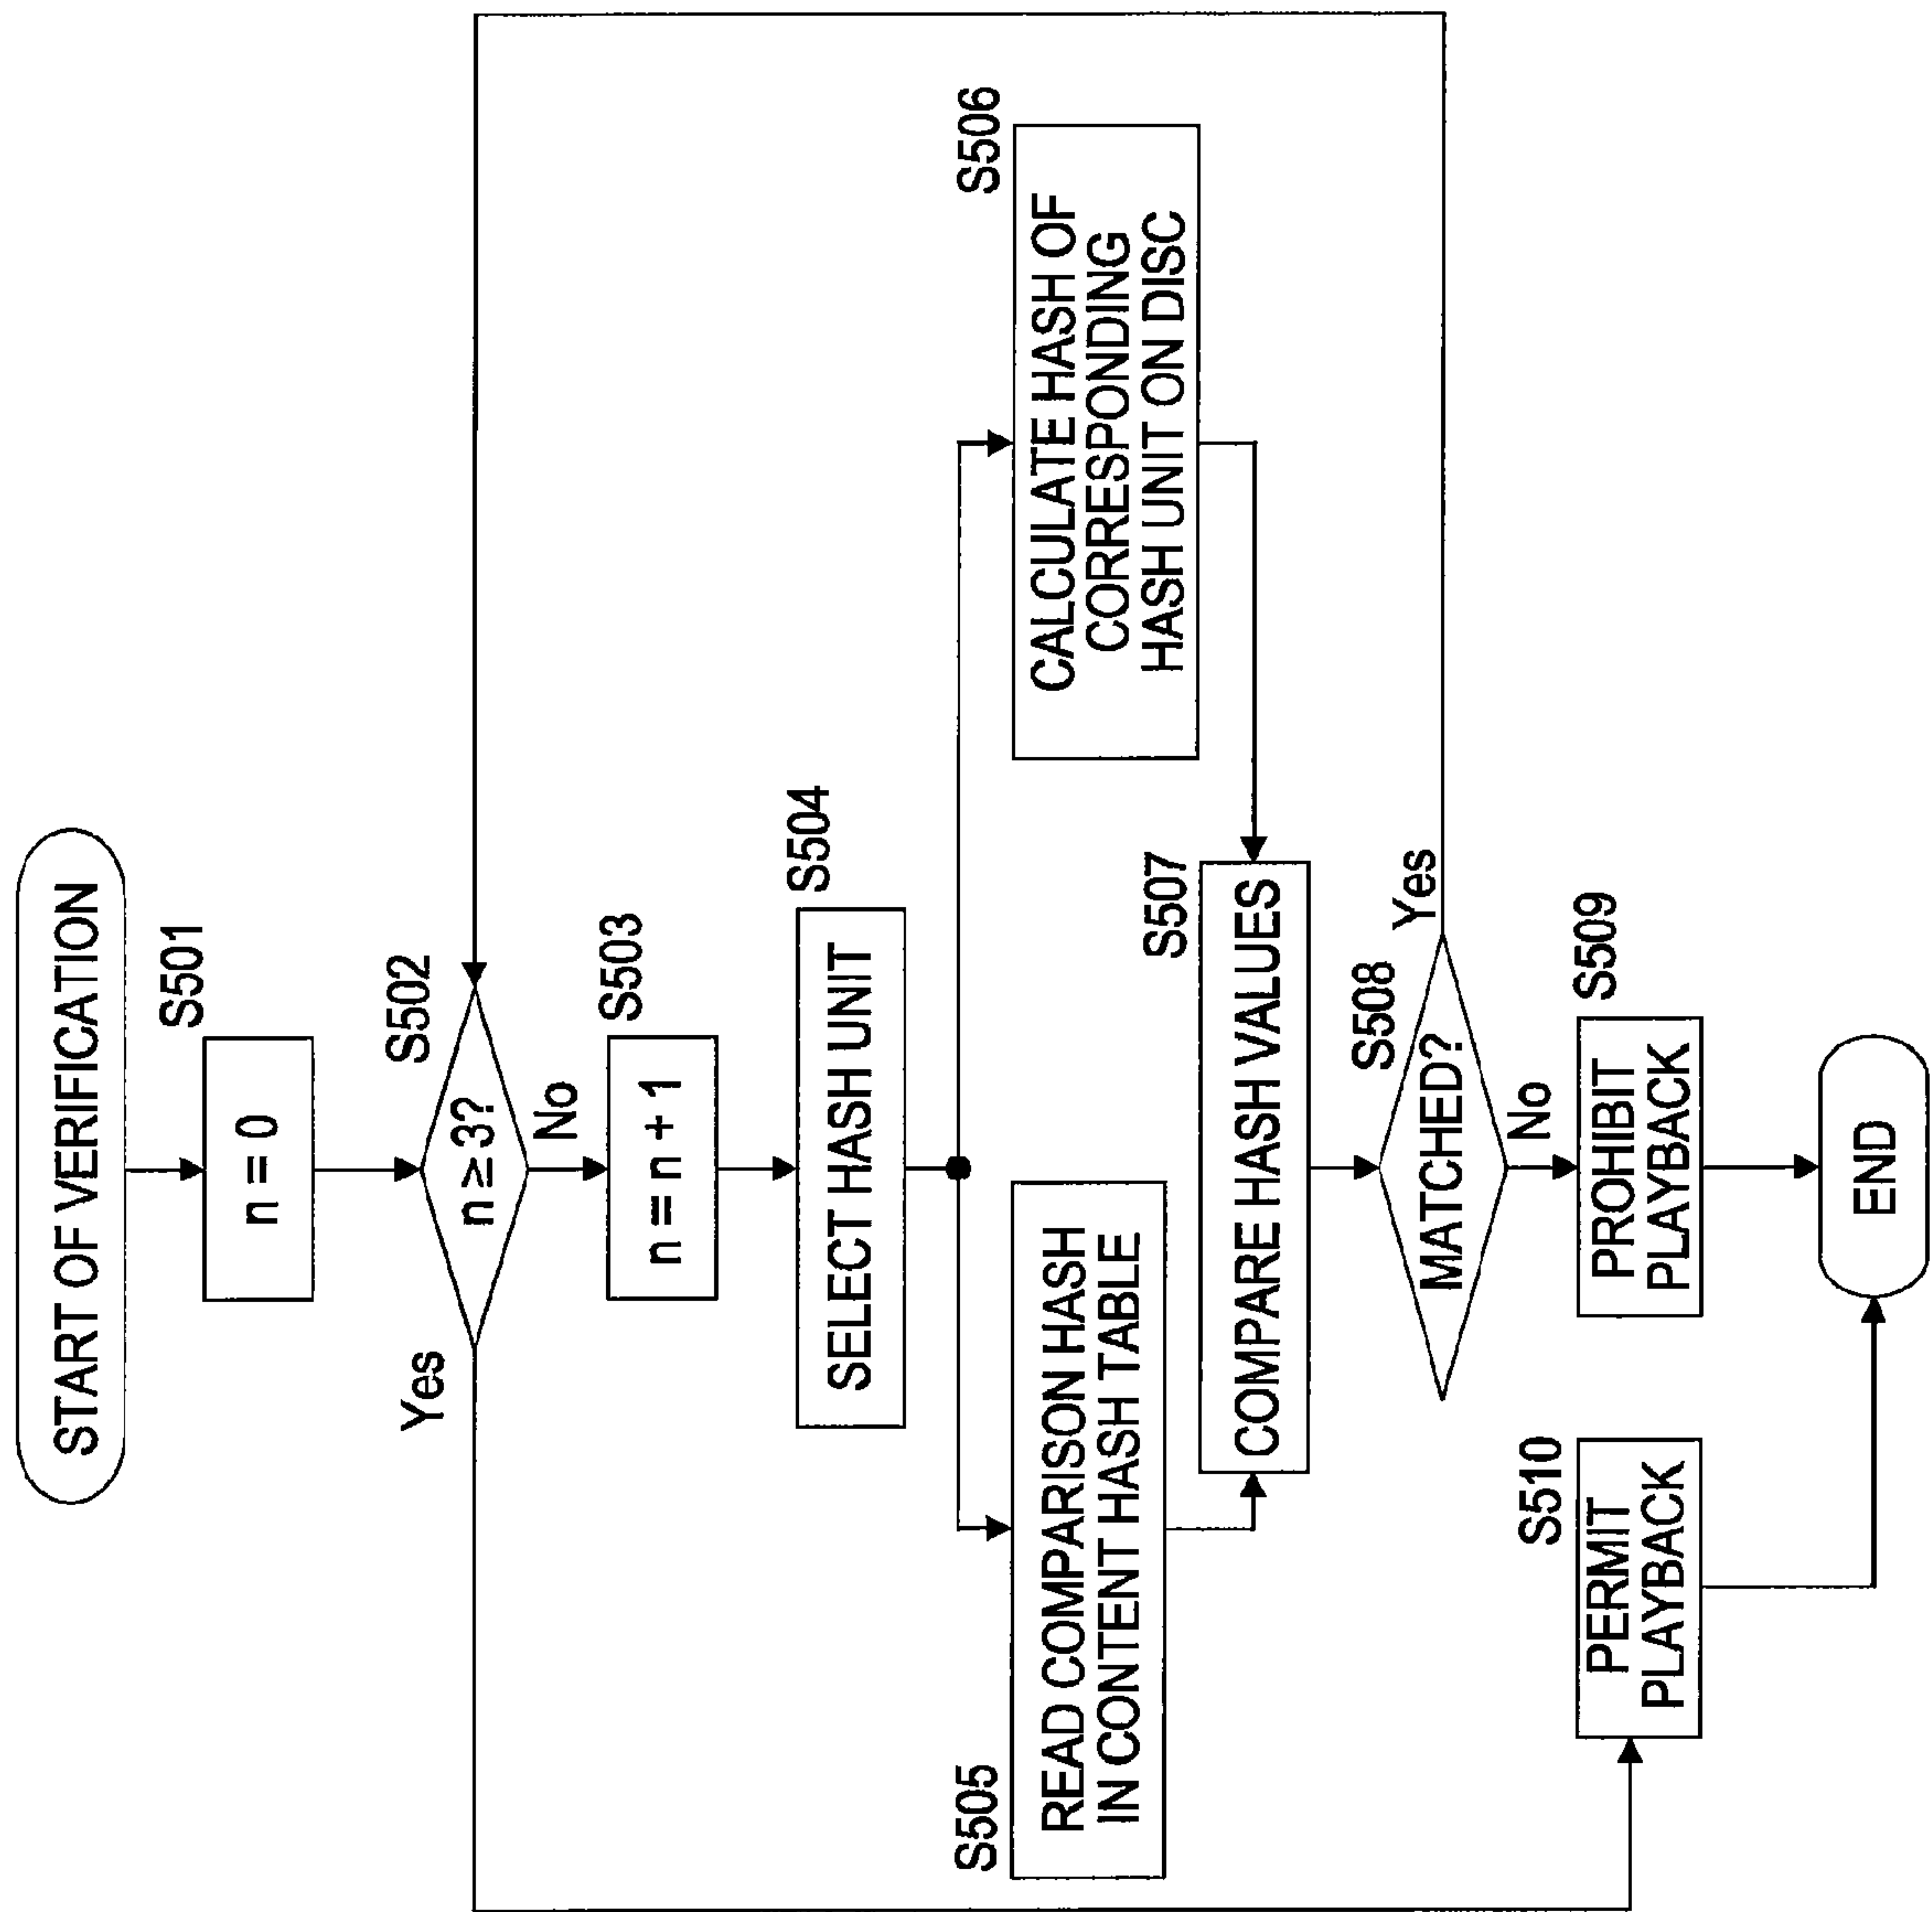 START OF VERIFICATION
S501
n = 0
S502
n ≥ 3?
Yes
No
S503
n = n + 1
S504
SELECT HASH UNIT
S505
READ COMPARISON HASH
IN CONTENT HASH TABLE
S506
CALCULATE HASH OF
CORRESPONDING
HASH UNIT ON DISC
S507
COMPARE HASH VALUES
S508
MATCHED?
Yes
No
S510
PERMIT
PLAYBACK
S509
PROHIBIT
PLAYBACK
END